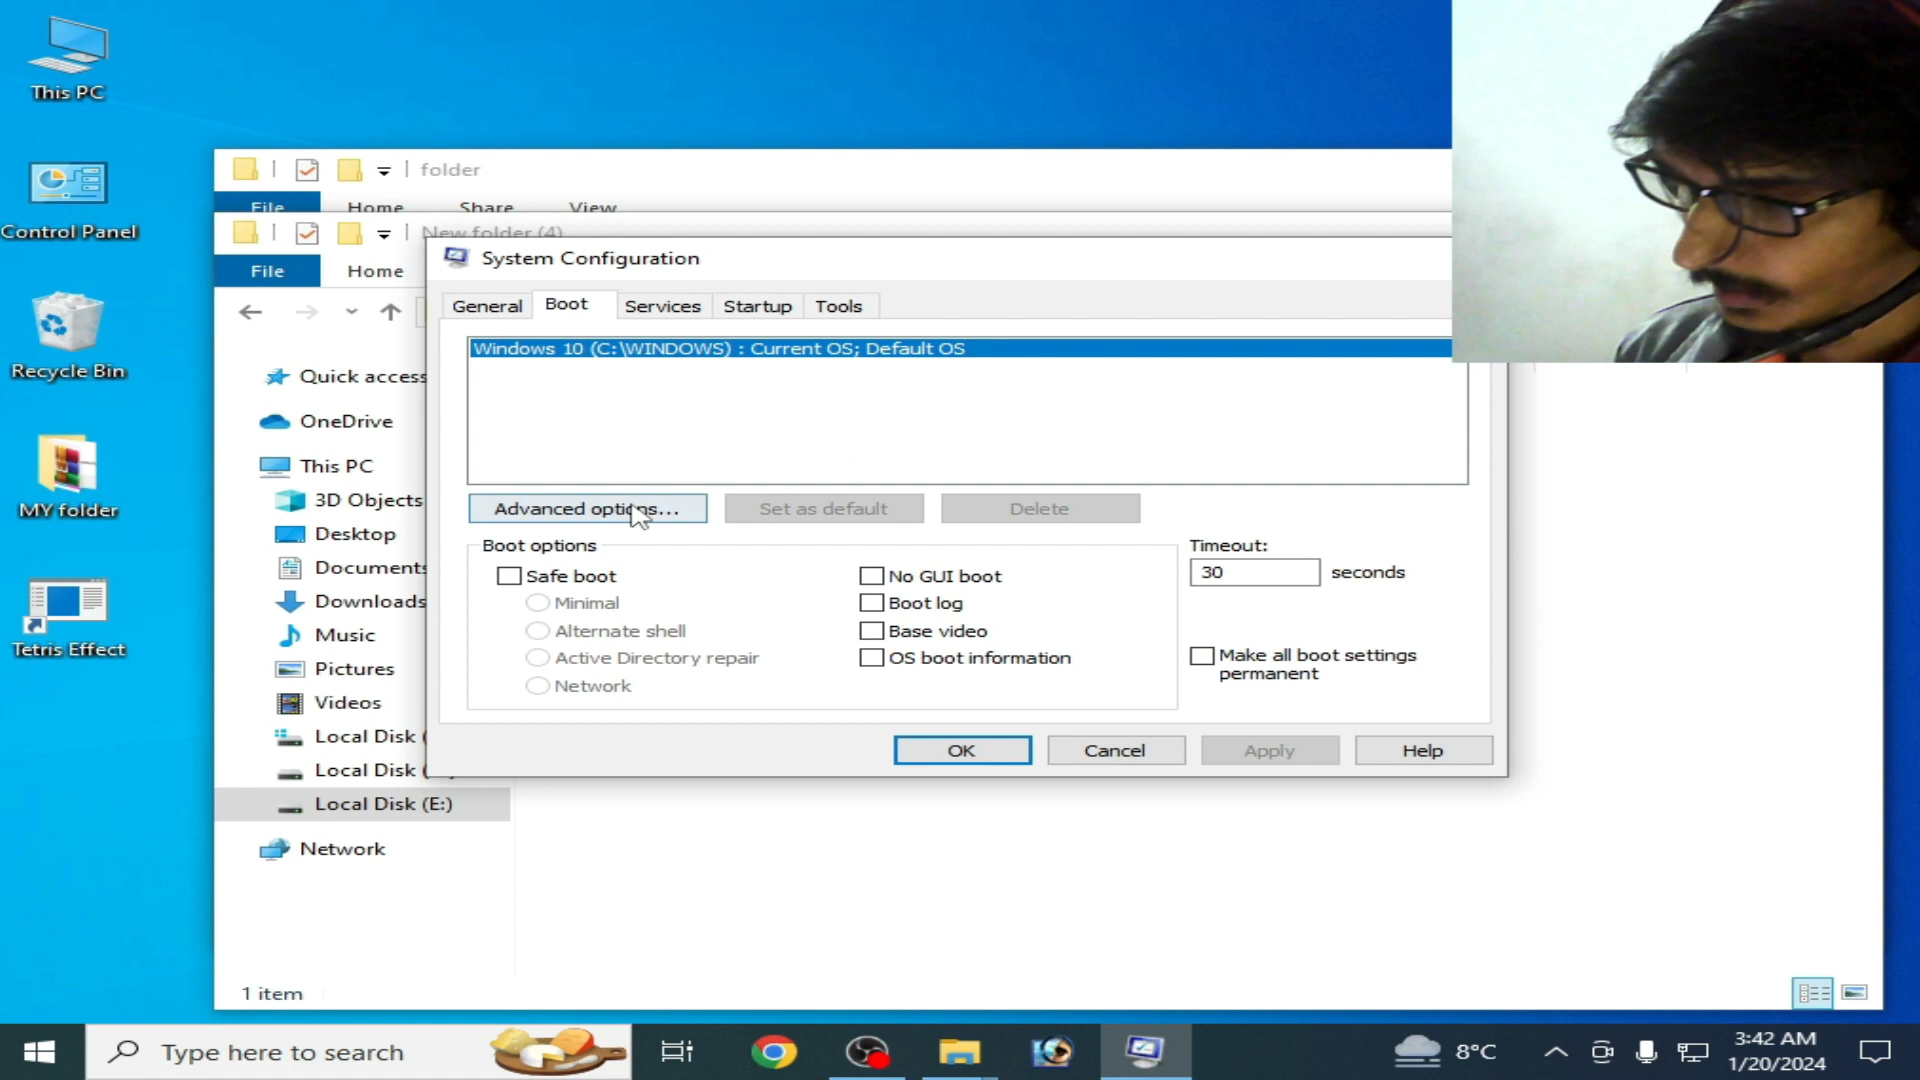 This PC
Control Panel
Recycle Bin
MY folder
Tetris Effect
folder
File Home Share View
New folder (4)
File Home
System Configuration
General Boot Services Startup Tools
Windows 10 (C:\WINDOWS) : Current OS; Default OS
Advanced options... Set as default Delete
Boot options
Safe boot
Minimal
Alternate shell
Active Directory repair
Network
No GUI boot
Boot log
Base video
OS boot information
Timeout:
30 seconds
Make all boot settings
permanent
OK Cancel Apply Help
Quick access
OneDrive
This PC
3D Objects
Desktop
Documents
Downloads
Music
Pictures
Videos
Local Disk (
Local Disk (
Local Disk (E:)
Network
1 item
Type here to search
8°C
3:42 AM
1/20/2024